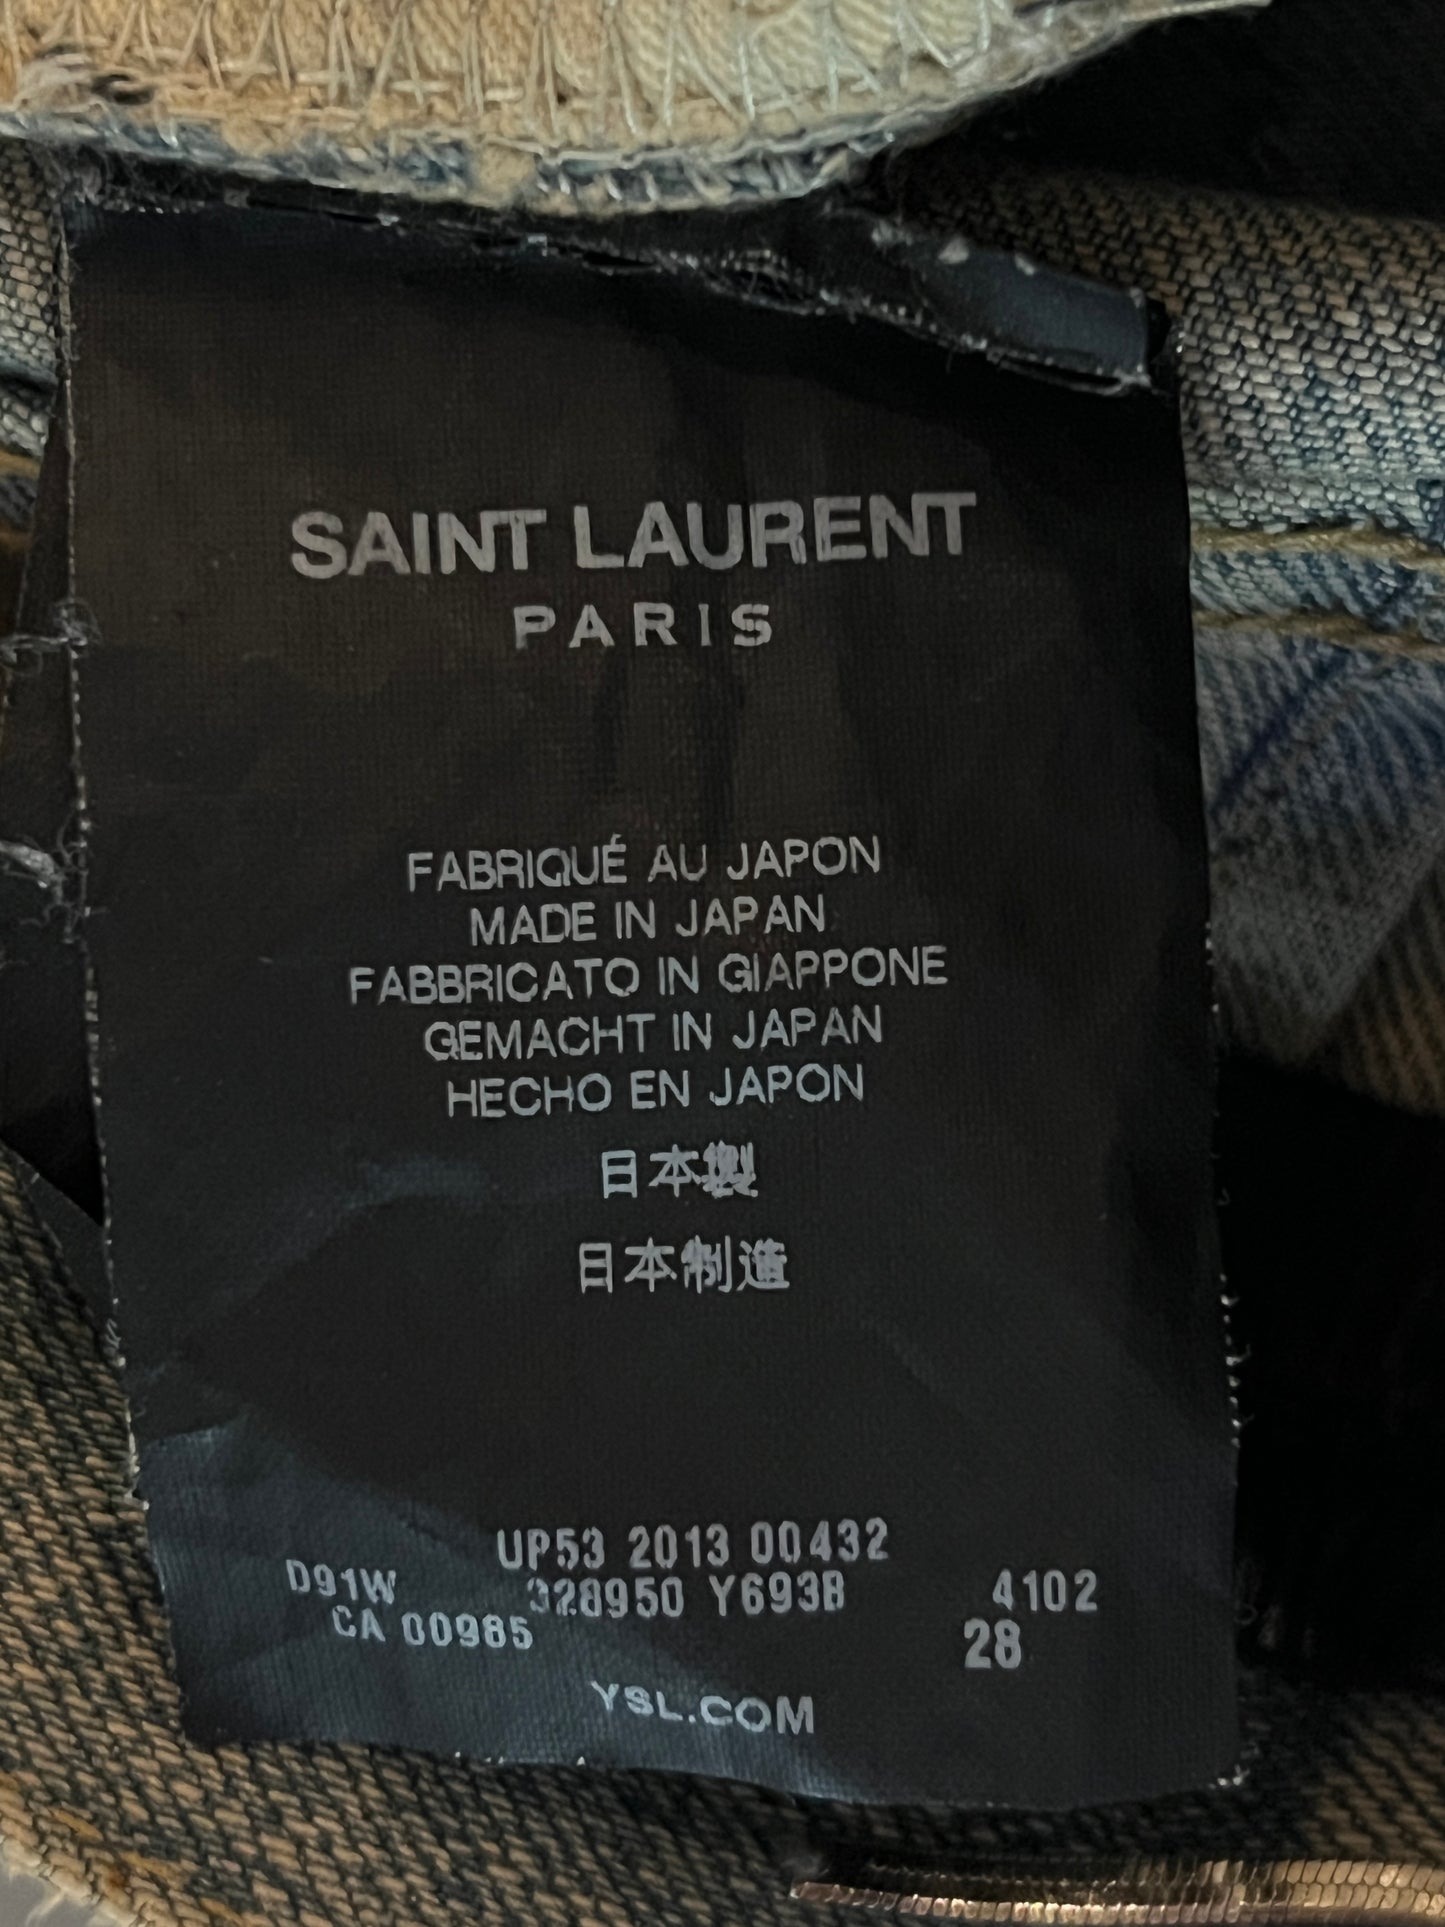 SAINT LAURENT
PARIS
FABRIQUÉ AU JAPON
MADE IN JAPAN
FABBRICATO IN GIAPPONE
GEMACHT IN JAPAN
HECHO EN JAPON
日本製
日本制造
UP53 2013 00432
D91W 328950 Y693B 4102
CA 00985 28
YSL.COM